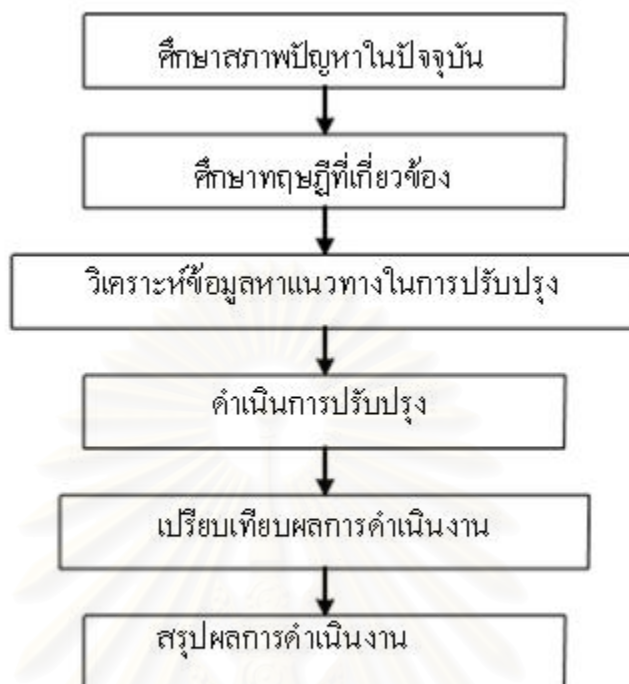 ศึกษาสภาพปัญหาในปัจจุบัน
ศึกษาทฤษฎีที่เกี่ยวข้อง
วิเคราะห์ข้อมูลหาแนวทางในการปรับปรุง
ดำเนินการปรับปรุง
เปรียบเทียบผลการดำเนินงาน
สรุปผลการดำเนินงาน